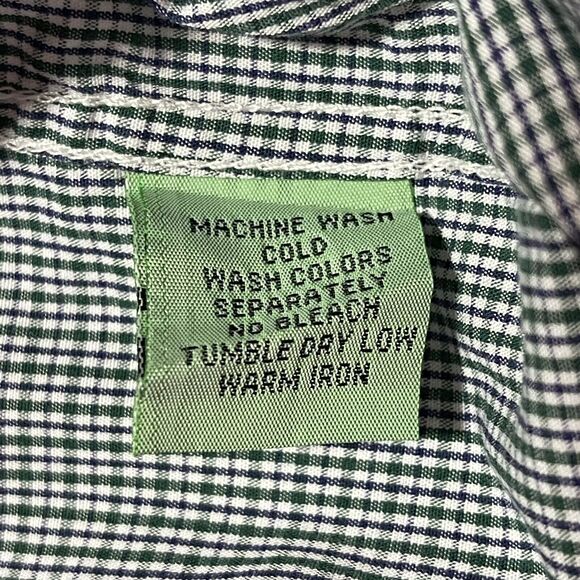 MACHINE WASH
COLD
WASH COLORS
SEPARATELY
NO BLEACH
TUMBLE DRY LOW
WARM IRON